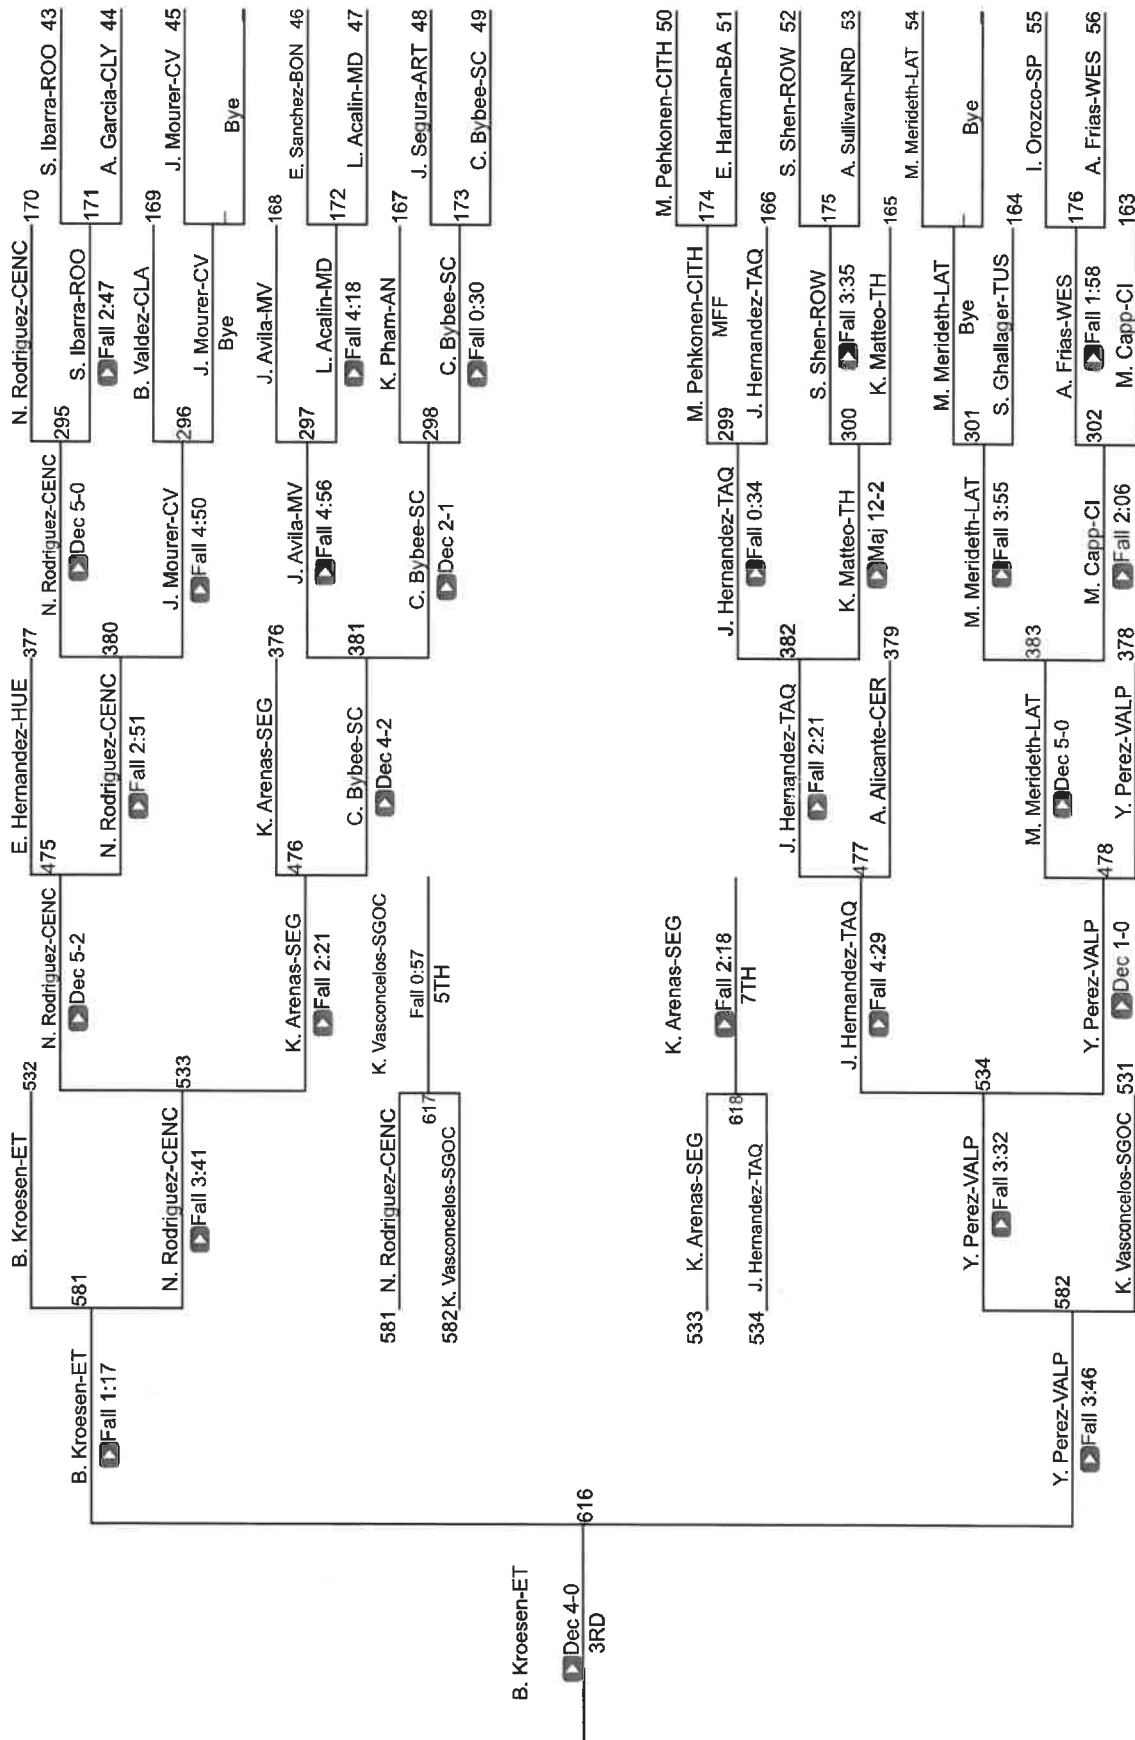 N. Rodriguez-CENC 170
S. Ibarra-ROO 43
171
A. Garcia-CLY 44
295
S. Ibarra-ROO
Fall 2:47
E. Hernandez-HUE 377
N. Rodriguez-CENC
Dec 5-0
B. Valdez-CLA 169
J. Mourer-CV 45
Bye
296
J. Mourer-CV
Bye
380
J. Mourer-CV
Fall 4:50
475
N. Rodriguez-CENC
Fall 2:51
B. Kroesen-ET 532
N. Rodriguez-CENC
Dec 5-2
J. Avila-MV 168
E. Sanchez-BON 46
172
L. Acalin-MD 47
297
L. Acalin-MD
Fall 4:18
K. Arenas-SEG 376
J. Avila-MV
Fall 4:56
K. Pham-AN 167
J. Segura-ART 48
173
C. Bybee-SC 49
298
C. Bybee-SC
Fall 0:30
381
C. Bybee-SC
Dec 2-1
476
C. Bybee-SC
Dec 4-2
533
K. Arenas-SEG
Fall 2:21
581
N. Rodriguez-CENC
Fall 3:41
B. Kroesen-ET
Fall 1:17
581 N. Rodriguez-CENC
617
582 K. Vasconcelos-SGOC
K. Vasconcelos-SGOC
Fall 0:57
5TH
B. Kroesen-ET
616
Dec 4-0
3RD
533 K. Arenas-SEG
618
534 J. Hernandez-TAQ
K. Arenas-SEG
Fall 2:18
7TH
M. Pehkonen-CITH 50
174
E. Hartman-BA 51
M. Pehkonen-CITH
MFF
299
J. Hernandez-TAQ 166
J. Hernandez-TAQ
Fall 0:34
S. Shen-ROW 52
175
A. Sullivan-NRD 53
S. Shen-ROW
Fall 3:35
300
K. Matteo-TH 165
382
K. Matteo-TH
Maj 12-2
J. Hernandez-TAQ
Fall 2:21
477
A. Alicante-CER 379
J. Hernandez-TAQ
Fall 4:29
M. Merideth-LAT 54
Bye
M. Merideth-LAT
Bye
301
S. Ghallager-TUS 164
M. Merideth-LAT
Fall 3:55
I. Orozco-SP 55
176
A. Frias-WES 56
A. Frias-WES
Fall 1:58
302
M. Capp-CI 163
383
M. Capp-CI
Fall 2:06
M. Merideth-LAT
Dec 5-0
478
Y. Perez-VALP 378
534
Y. Perez-VALP
Dec 1-0
Y. Perez-VALP
Fall 3:32
582
K. Vasconcelos-SGOC 531
Y. Perez-VALP
Fall 3:46